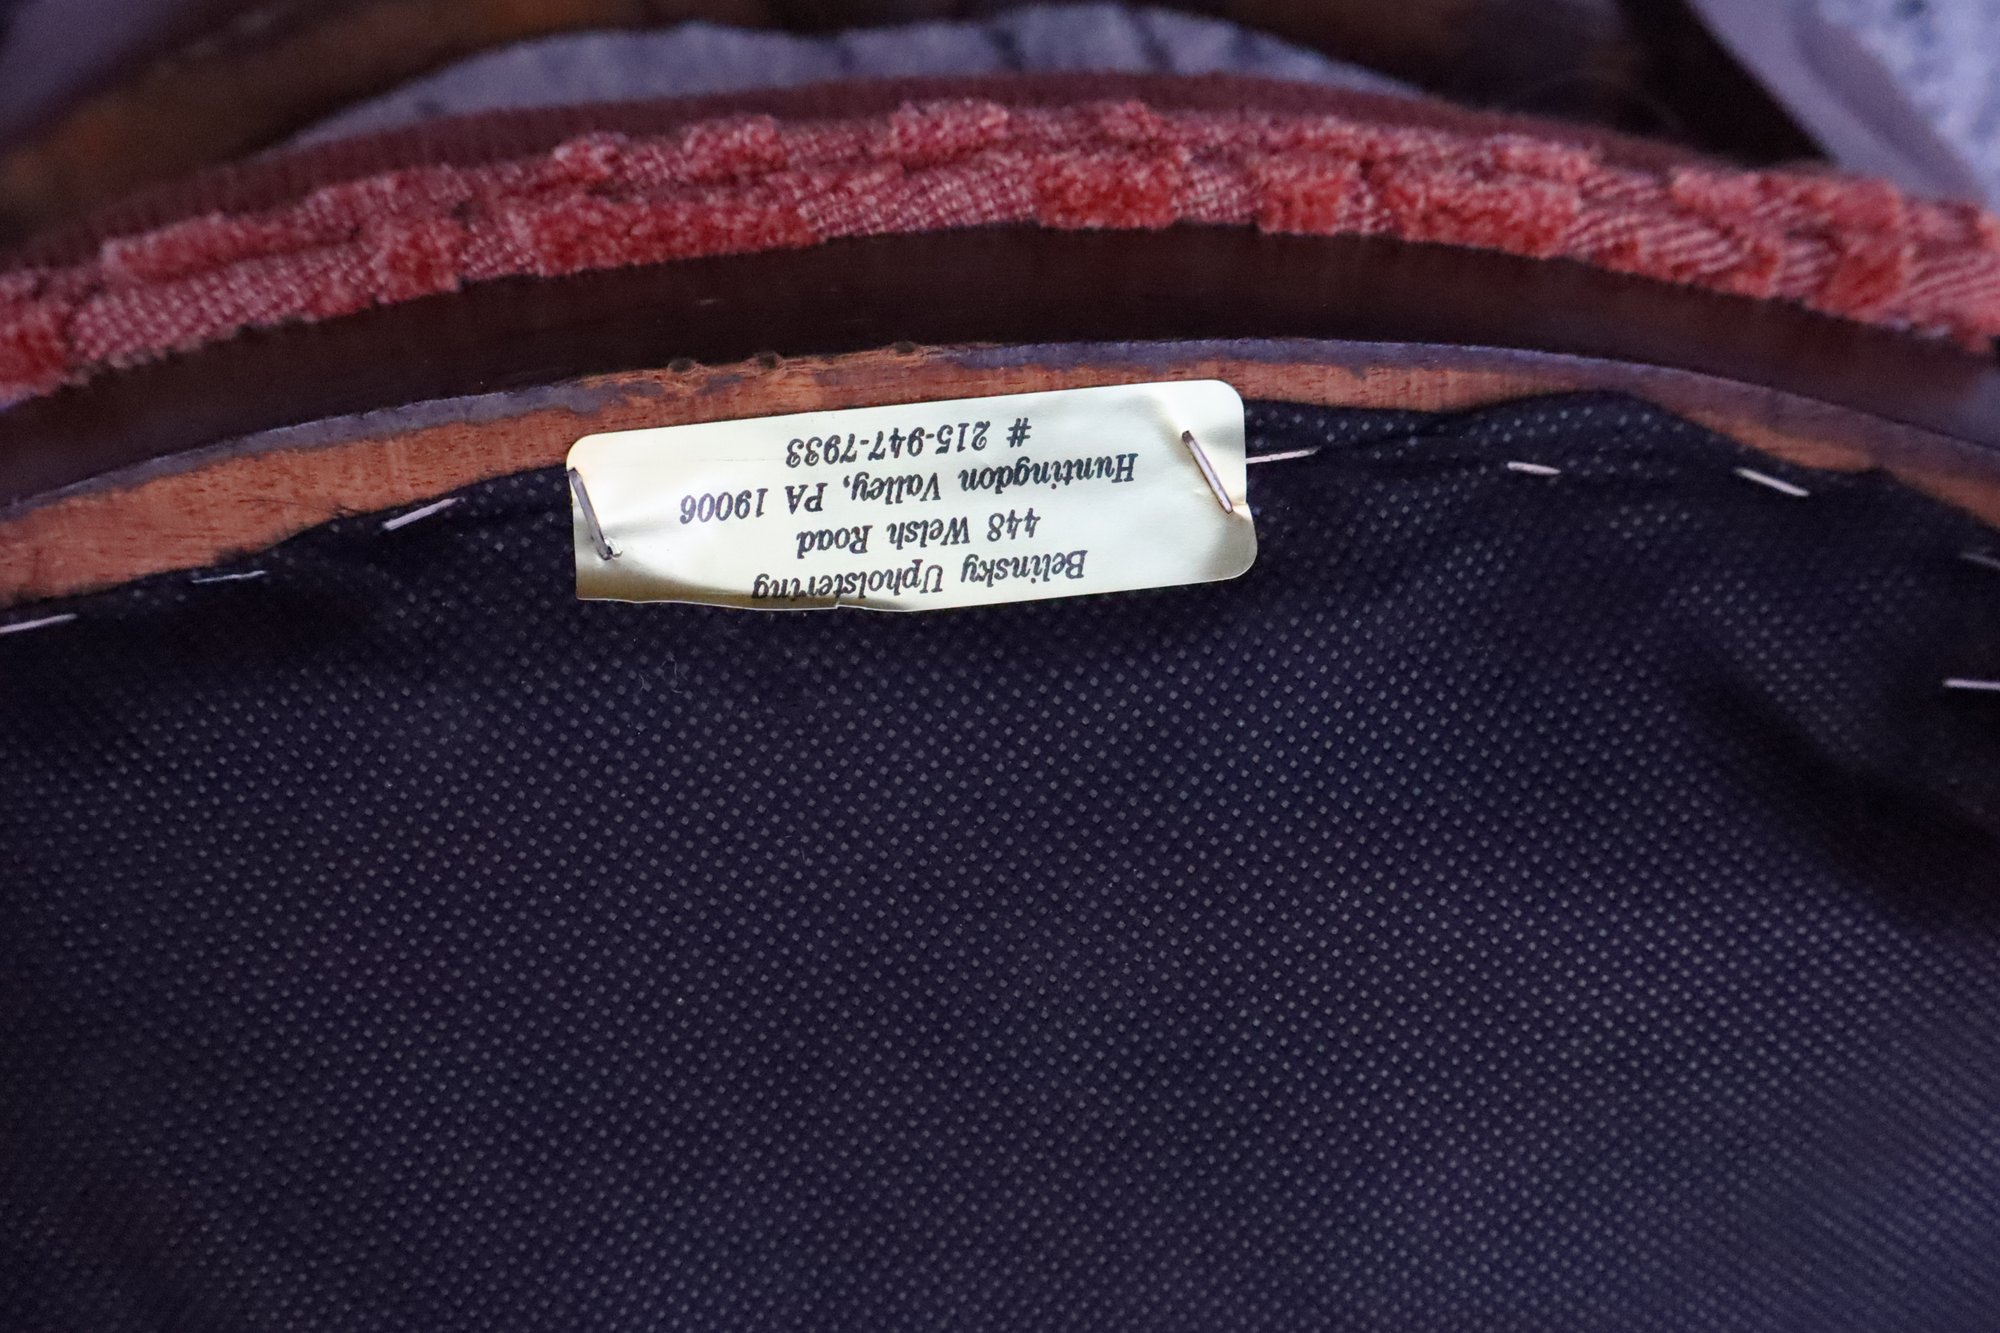 Belinsky Upholstering
448 Welsh Road
Huntingdon Valley, PA 19006
# 215-947-7933